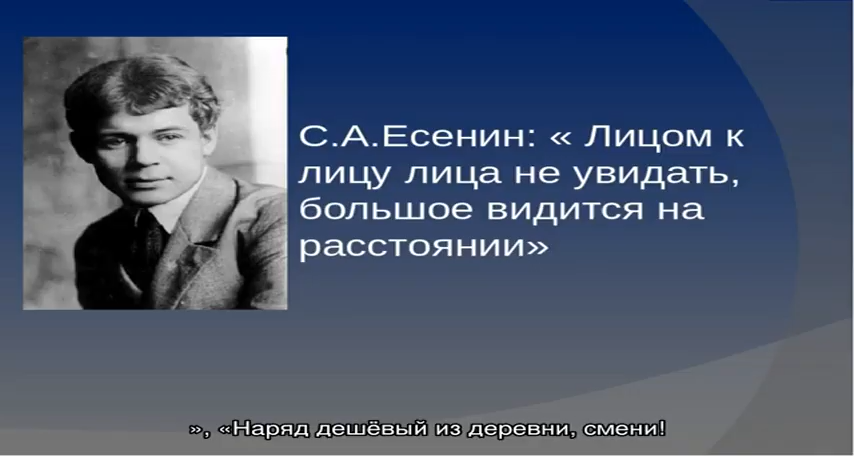 С.А.Есенин: « Лицом к
лицу лица не увидать,
большое видится на
расстоянии»
», «Наряд дешёвый из деревни, смени!